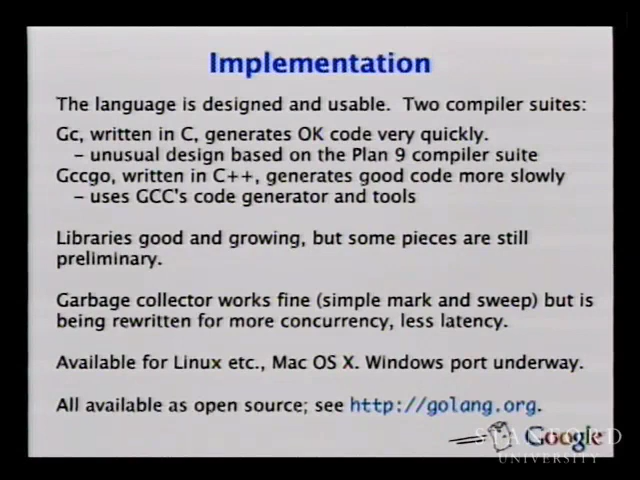 Implementation
The language is designed and usable. Two compiler suites:
Gc, written in C, generates OK code very quickly.
– unusual design based on the Plan 9 compiler suite
Gccgo, written in C++, generates good code more slowly
– uses GCC's code generator and tools
Libraries good and growing, but some pieces are still
preliminary.
Garbage collector works fine (simple mark and sweep) but is
being rewritten for more concurrency, less latency.
Available for Linux etc., Mac OS X. Windows port underway.
All available as open source; see http://golang.org.
Google
STANFORD
UNIVERSITY